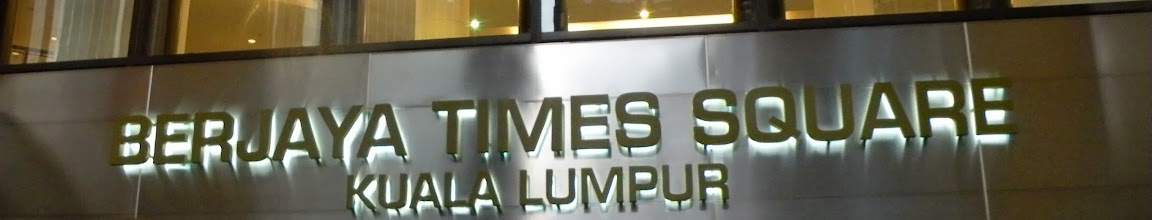 BERJAYA TIMES SQUARE
KUALA LUMPUR